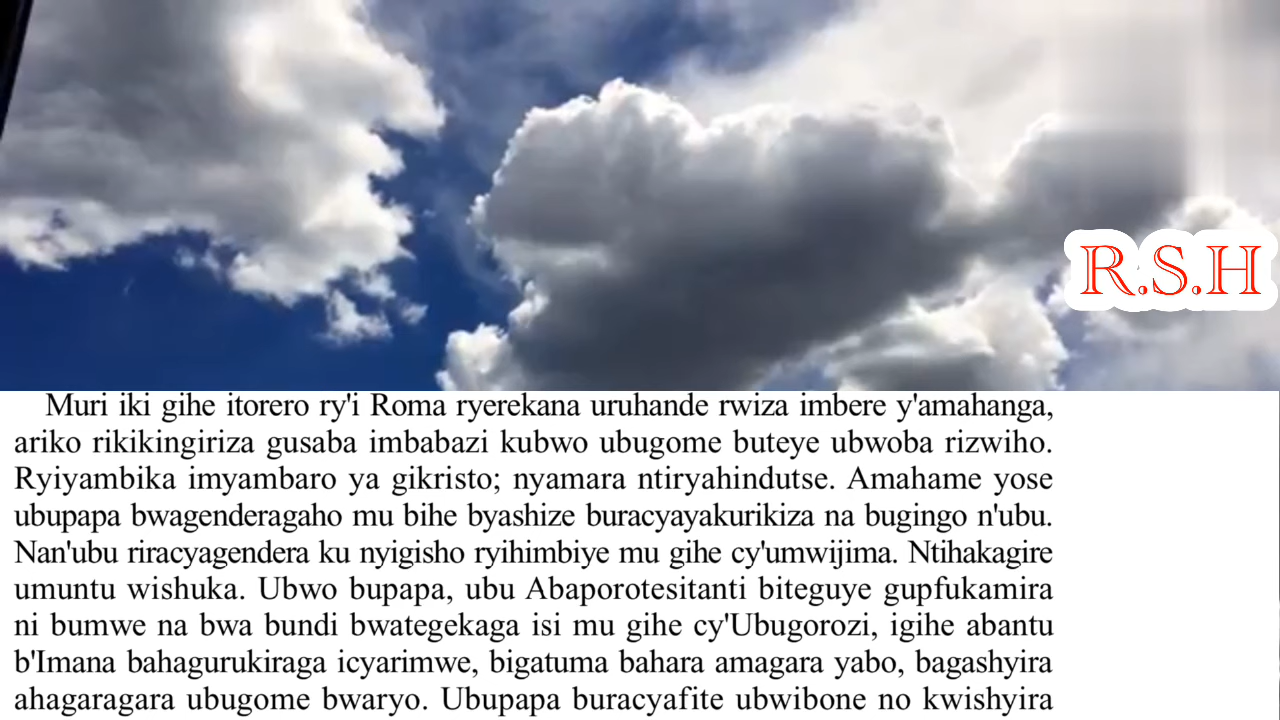 R.S.H
Muri iki gihe itorero ry'i Roma ryerekana uruhande rwiza imbere y'amahanga,
ariko rikikingiriza gusaba imbabazi kubwo ubugome buteye ubwoba rizwiho.
Ryiyambika imyambaro ya gikristo; nyamara ntiryahindutse. Amahame yose
ubupapa bwagenderagaho mu bihe byashize buracyayakurikiza na bugingo n'ubu.
Nan'ubu riracyagendera ku nyigisho ryihimbiye mu gihe cy'umwijima. Ntihakagire
umuntu wishuka. Ubwo bupapa, ubu Abaporotesitanti biteguye gupfukamira
ni bumwe na bwa bundi bwategekaga isi mu gihe cy'Ubugorozi, igihe abantu
b'Imana bahagurukiraga icyarimwe, bigatuma bahara amagara yabo, bagashyira
ahagaragara ubugome bwaryo. Ubupapa buracyafite ubwibone no kwishyira